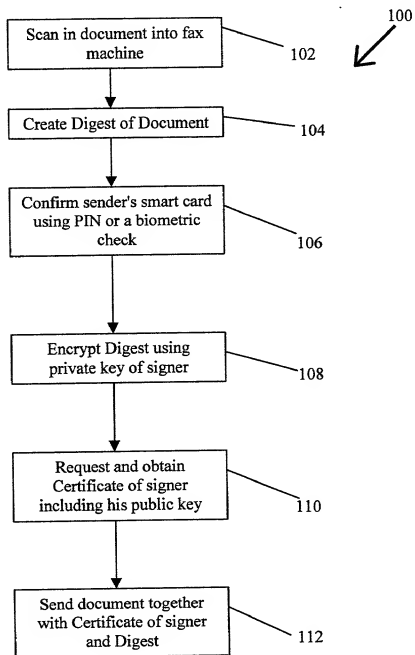 100
Scan in document into fax
machine
102
Create Digest of Document
104
Confirm sender's smart card
using PIN or a biometric
check
106
Encrypt Digest using
private key of signer
108
Request and obtain
Certificate of signer
including his public key
110
Send document together
with Certificate of signer
and Digest
112